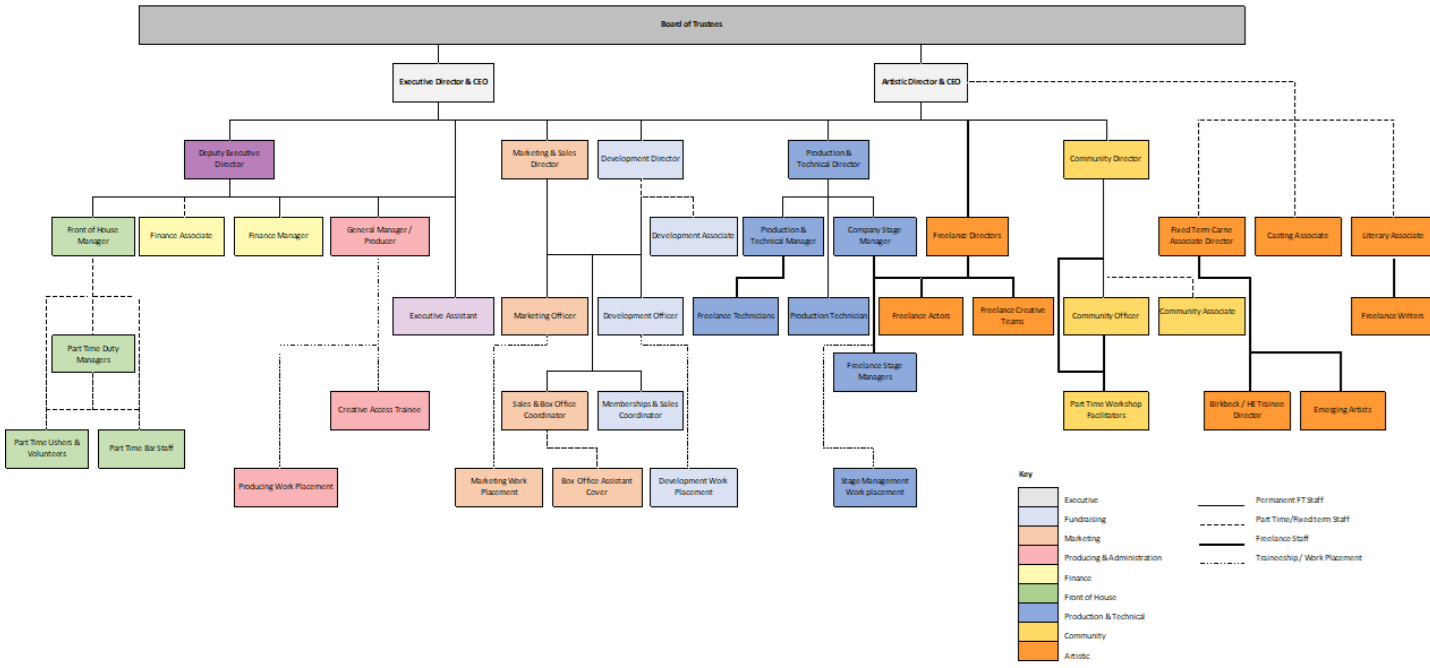 Board of Trustees
Executive Director & CEO
Artistic Director & CEO
Deputy Executive
Director
Marketing & Sales
Director
Development Director
Production &
Technical Director
Community Director
Front of House
Manager
Finance Associate
Finance Manager
General Manager /
Producer
Development Associate
Production &
Technical Manager
Company Stage
Manager
Freelance Directors
Fixed Term Carne
Associate Director
Casting Associate
Literary Associate
Executive Assistant
Marketing Officer
Development Officer
Freelance Technicians
Production Technician
Freelance Actors
Freelance Creative
Teams
Community Officer
Community Associate
Freelance Writers
Part Time Duty
Managers
Freelance Stage
Managers
Creative Access Trainee
Sales & Box Office
Coordinator
Memberships & Sales
Coordinator
Part Time Workshop
Facilitators
Birkbeck / HE Trainee
Director
Emerging Artists
Part Time Ushers &
Volunteers
Part Time Bar Staff
Producing Work Placement
Marketing Work
Placement
Box Office Assistant
Cover
Development Work
Placement
Stage Management
Work placement
Key
Executive
Fundraising
Marketing
Producing & Administration
Finance
Front of House
Production & Technical
Community
Artistic
Permanent FT Staff
Part Time/Fixed term Staff
Freelance Staff
Traineeship / Work Placement